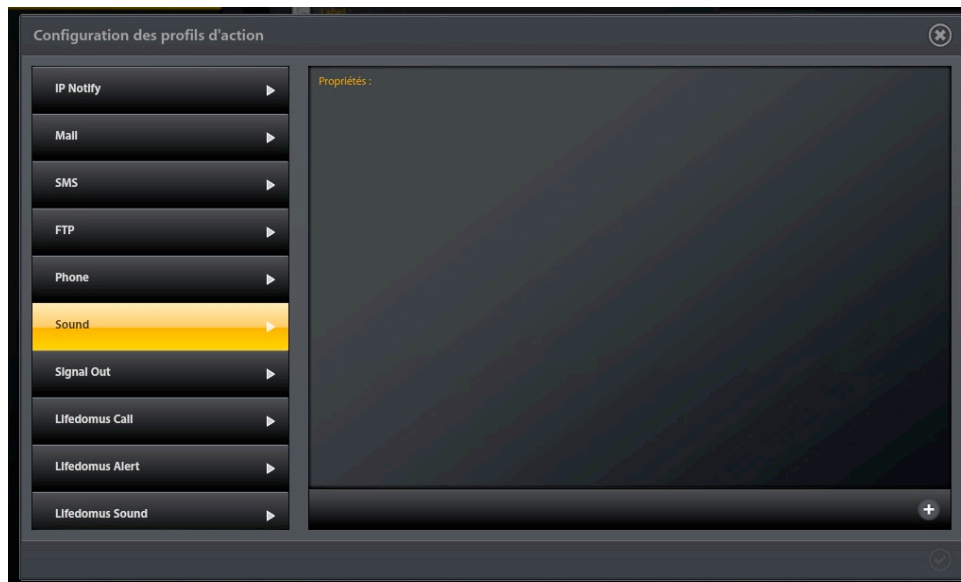 Label :
Configuration des profils d'action
IP Notify
Mail
SMS
FTP
Phone
Sound
Signal Out
Lifedomus Call
Lifedomus Alert
Lifedomus Sound
Propriétés :